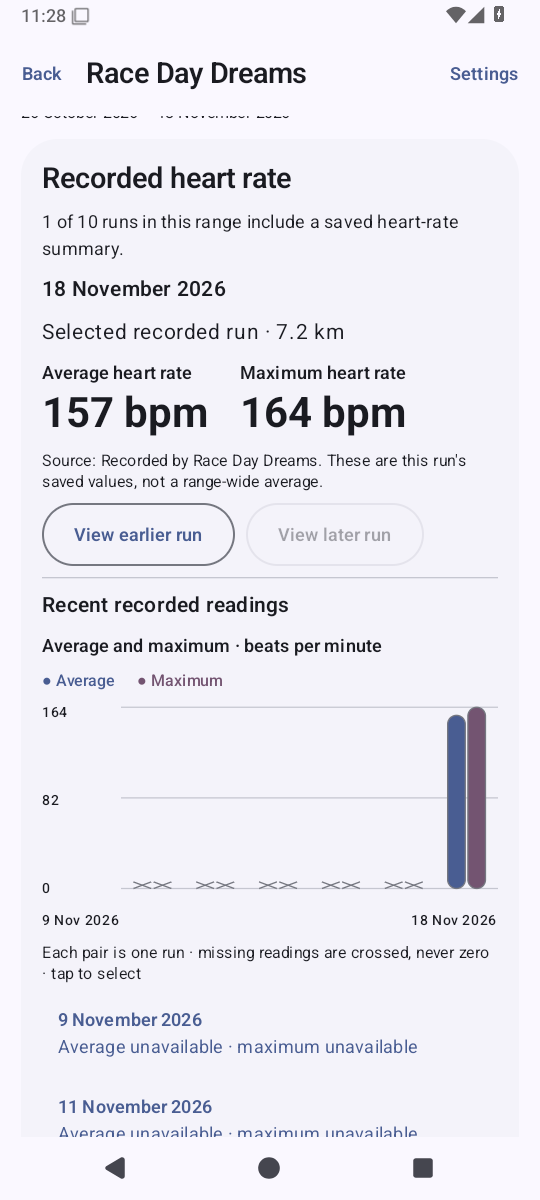 11:28
Back Race Day Dreams Settings
Recorded heart rate
1 of 10 runs in this range include a saved heart-rate
summary.
18 November 2026
Selected recorded run · 7.2 km
Average heart rate Maximum heart rate
157 bpm 164 bpm
Source: Recorded by Race Day Dreams. These are this run's
saved values, not a range-wide average.
View earlier run View later run
Recent recorded readings
Average and maximum · beats per minute
● Average ● Maximum
164
82
0
9 Nov 2026 18 Nov 2026
Each pair is one run · missing readings are crossed, never zero
· tap to select
9 November 2026
Average unavailable · maximum unavailable
11 November 2026
Average unavailable · maximum unavailable